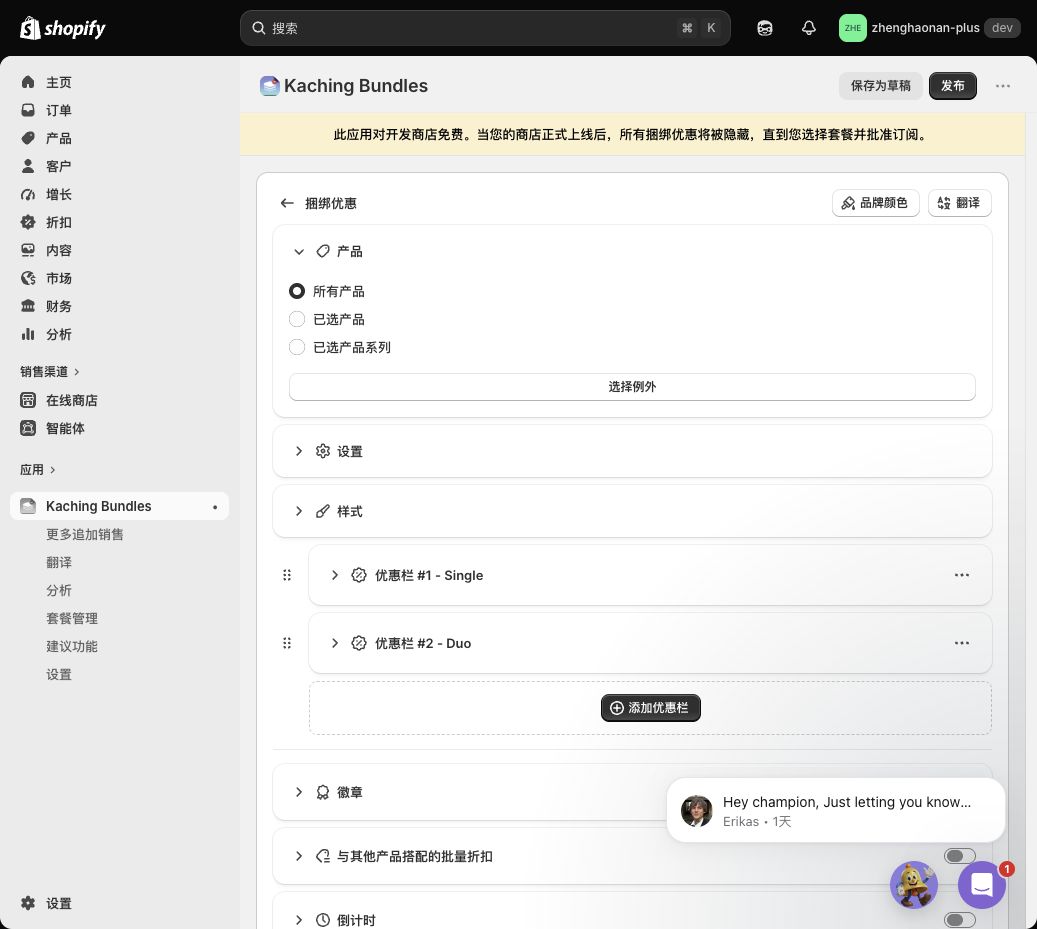 shopify
搜索
⌘ K
ZHE
zhenghaonan-plus dev
主页
订单
产品
客户
增长
折扣
内容
市场
财务
分析
销售渠道
在线商店
智能体
应用
Kaching Bundles
更多追加销售
翻译
分析
套餐管理
建议功能
设置
设置
Kaching Bundles
保存为草稿
发布
此应用对开发商店免费。当您的商店正式上线后，所有捆绑优惠将被隐藏，直到您选择套餐并批准订阅。
捆绑优惠
品牌颜色
翻译
产品
所有产品
已选产品
已选产品系列
选择例外
设置
样式
优惠栏 #1 - Single
优惠栏 #2 - Duo
添加优惠栏
徽章
与其他产品搭配的批量折扣
倒计时
Hey champion, Just letting you know...
Erikas • 1天
1